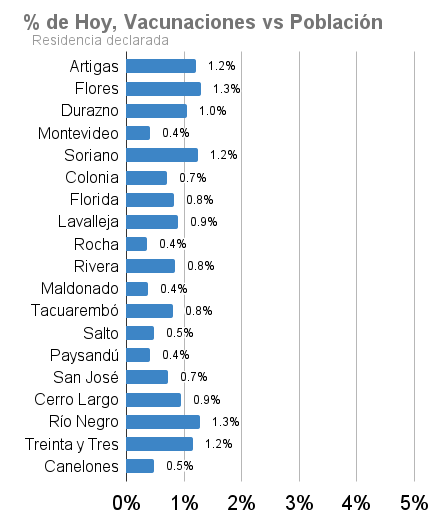 % de Hoy, Vacunaciones vs Población
Residencia declarada
Artigas 1.2%
Flores 1.3%
Durazno 1.0%
Montevideo 0.4%
Soriano 1.2%
Colonia 0.7%
Florida 0.8%
Lavalleja 0.9%
Rocha 0.4%
Rivera 0.8%
Maldonado 0.4%
Tacuarembó 0.8%
Salto 0.5%
Paysandú 0.4%
San José 0.7%
Cerro Largo 0.9%
Río Negro 1.3%
Treinta y Tres 1.2%
Canelones 0.5%
0% 1% 2% 3% 4% 5%